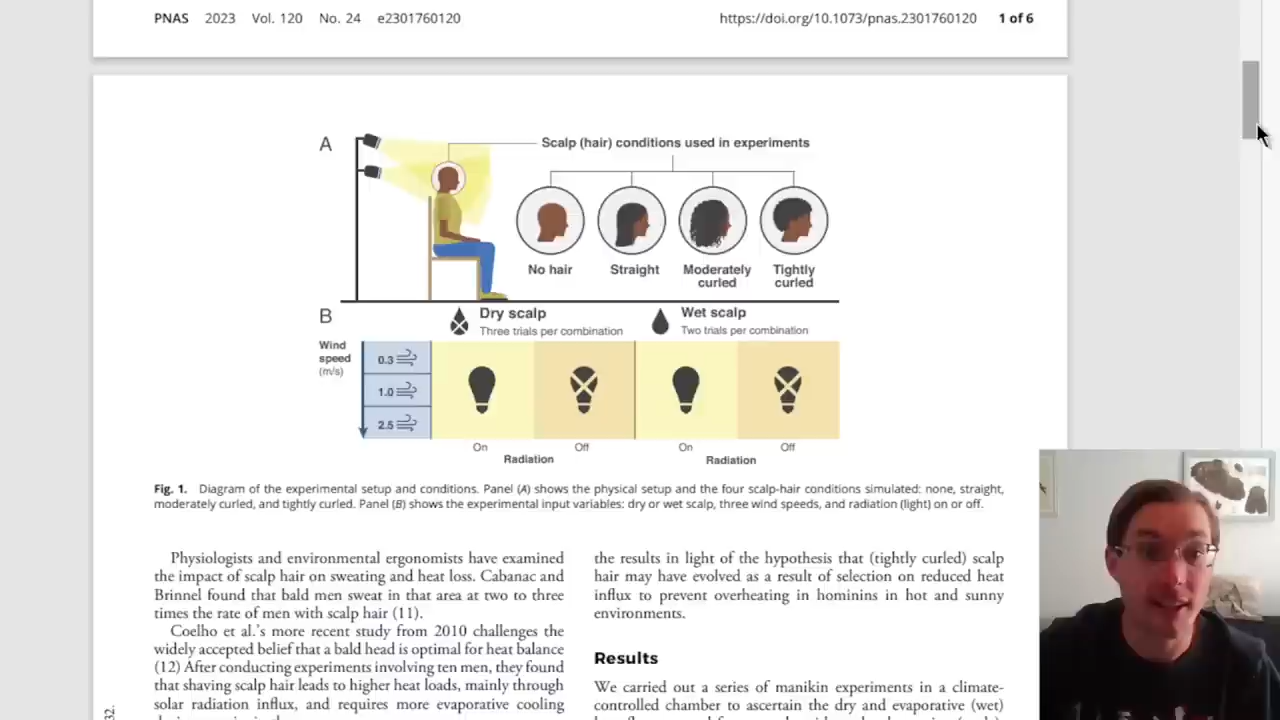 PNAS 2023 Vol. 120 No. 24 e2301760120
https://doi.org/10.1073/pnas.2301760120 1 of 6
A
Scalp (hair) conditions used in experiments
No hair
Straight
Moderately
curled
Tightly
curled
B
Dry scalp
Three trials per combination
Wet scalp
Two trials per combination
Wind
speed
(m/s)
0.3
1.0
2.5
On
Off
On
Off
Radiation
Radiation
Fig. 1. Diagram of the experimental setup and conditions. Panel (A) shows the physical setup and the four scalp-hair conditions simulated: none, straight,
moderately curled, and tightly curled. Panel (B) shows the experimental input variables: dry or wet scalp, three wind speeds, and radiation (light) on or off.
Physiologists and environmental ergonomists have examined
the impact of scalp hair on sweating and heat loss. Cabanac and
Brinnel found that bald men sweat in that area at two to three
times the rate of men with scalp hair (11).
Coelho et al.'s more recent study from 2010 challenges the
widely accepted belief that a bald head is optimal for heat balance
(12) After conducting experiments involving ten men, they found
that shaving scalp hair leads to higher heat loads, mainly through
solar radiation influx, and requires more evaporative cooling
the results in light of the hypothesis that (tightly curled) scalp
hair may have evolved as a result of selection on reduced heat
influx to prevent overheating in hominins in hot and sunny
environments.
Results
We carried out a series of manikin experiments in a climate-
controlled chamber to ascertain the dry and evaporative (wet)
32.